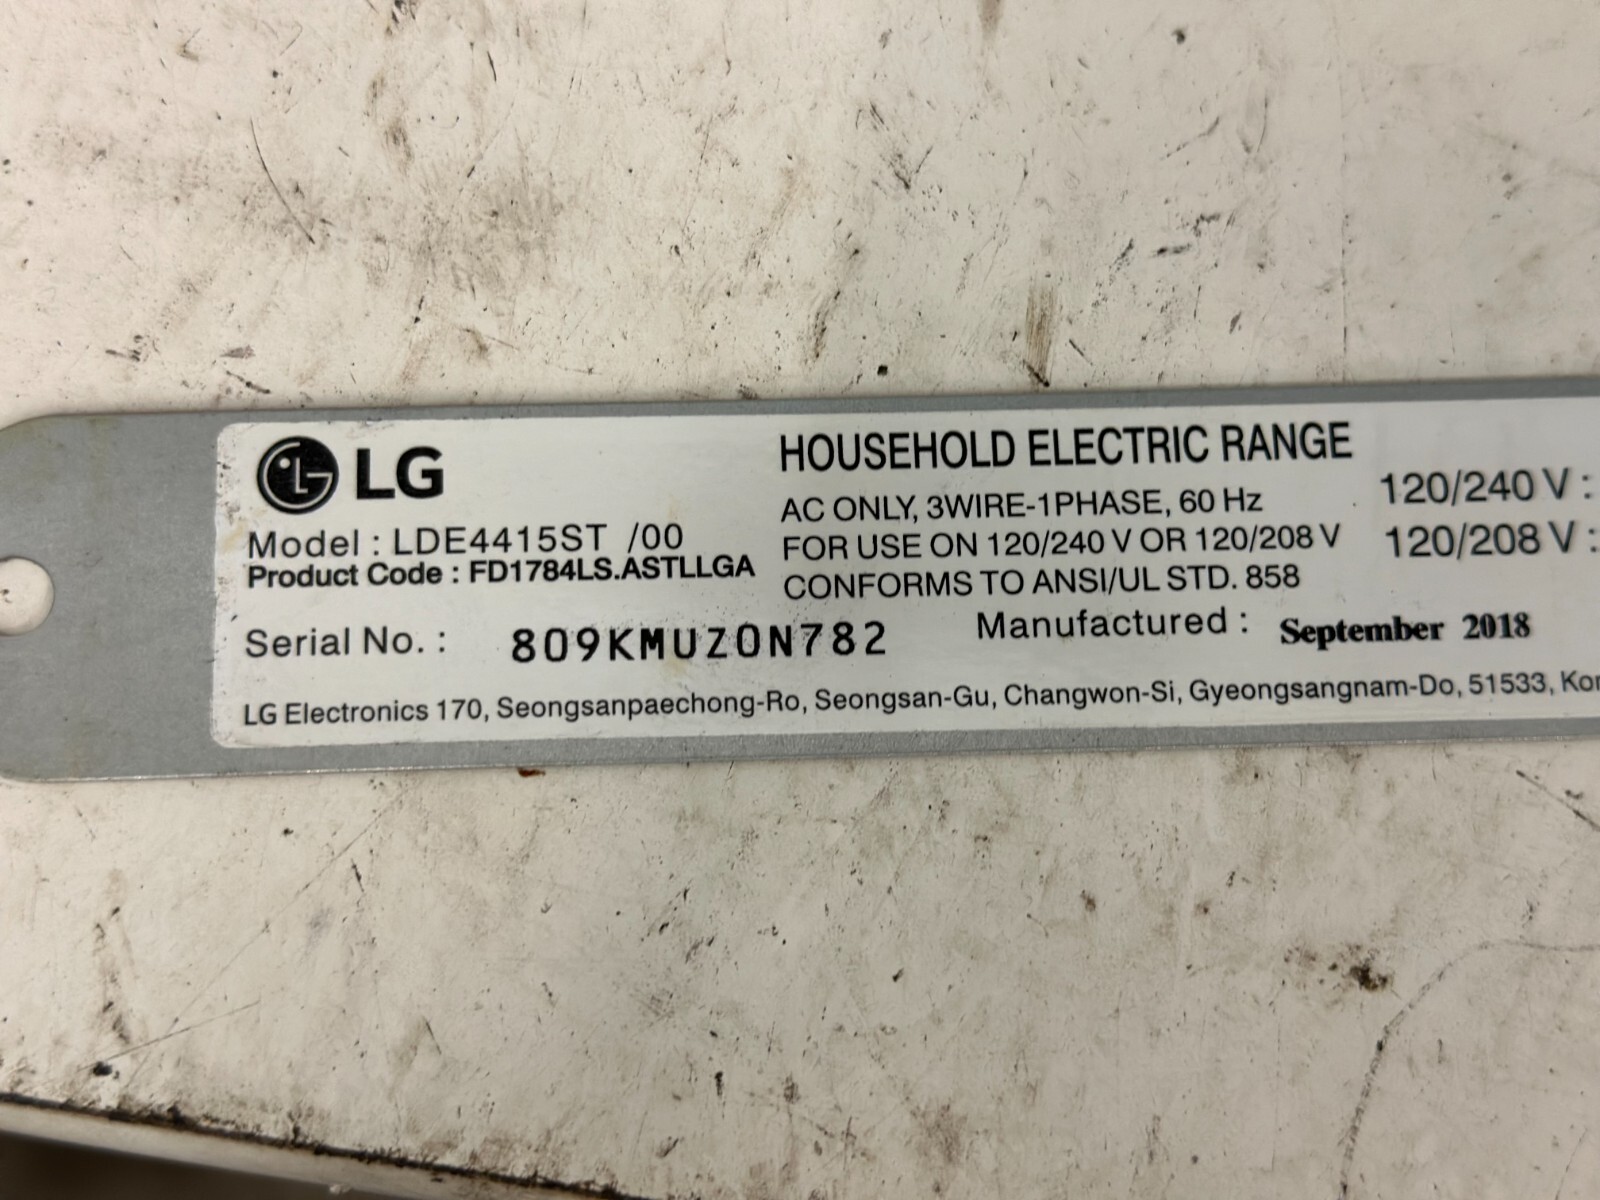 LG
Model : LDE4415ST /00
Product Code : FD1784LS.ASTLLGA
HOUSEHOLD ELECTRIC RANGE
AC ONLY, 3WIRE-1PHASE, 60 Hz
FOR USE ON 120/240 V OR 120/208 V
CONFORMS TO ANSI/UL STD. 858
120/240 V :
120/208 V :
Serial No. : 809KMUZ0N782
Manufactured : September 2018
LG Electronics 170, Seongsanpaechong-Ro, Seongsan-Gu, Changwon-Si, Gyeongsangnam-Do, 51533,